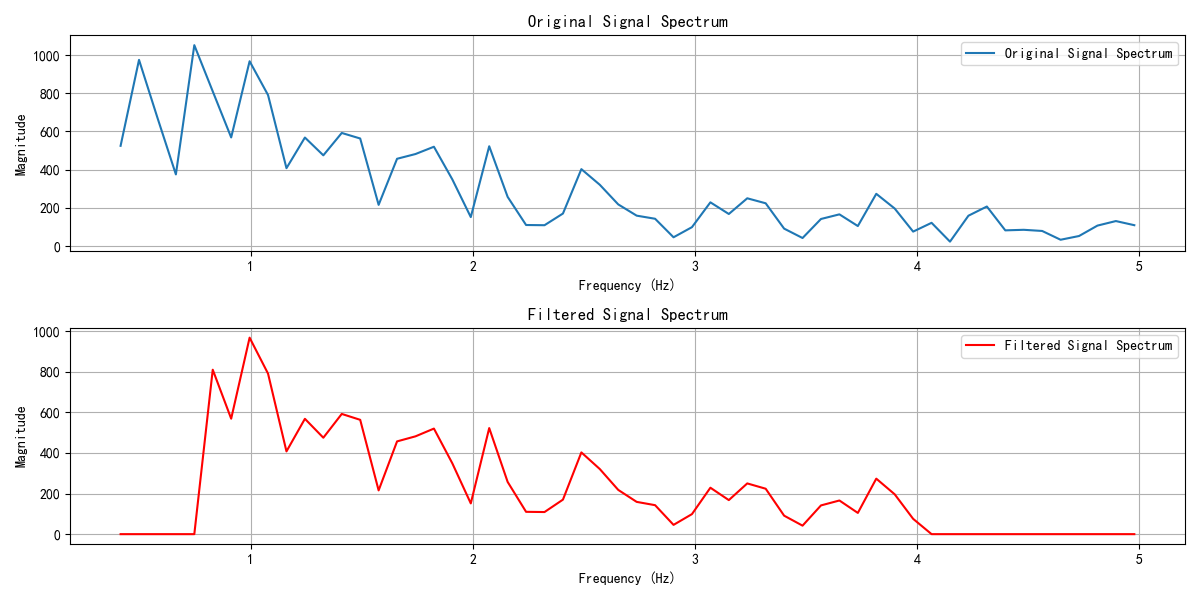 Original Signal Spectrum
Original Signal Spectrum
Magnitude
1000
800
600
400
200
0
1 2 3 4 5
Frequency (Hz)
Filtered Signal Spectrum
Filtered Signal Spectrum
Magnitude
1000
800
600
400
200
0
1 2 3 4 5
Frequency (Hz)